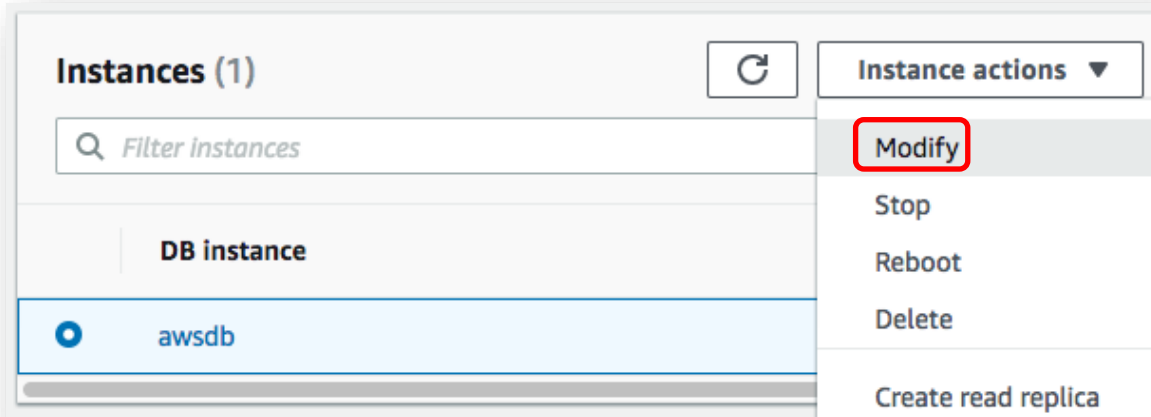 Instances (1)
Instance actions
Filter instances
Modify
Stop
DB instance
Reboot
Delete
awsdb
Create read replica